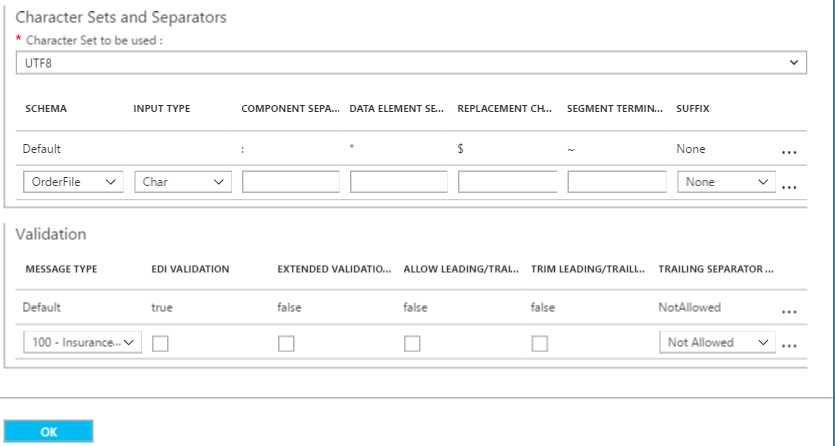 Character Sets and Separators
* Character Set to be used :
UTF8
SCHEMA INPUT TYPE COMPONENT SEPA... DATA ELEMENT SE... REPLACEMENT CH... SEGMENT TERMIN... SUFFIX
Default : * $ ~ None ...
OrderFile Char None ...
Validation
MESSAGE TYPE EDI VALIDATION EXTENDED VALIDATIO... ALLOW LEADING/TRAI... TRIM LEADING/TRAILI... TRAILING SEPARATOR ...
Default true false false false NotAllowed ...
100 - Insurance... Not Allowed ...
OK